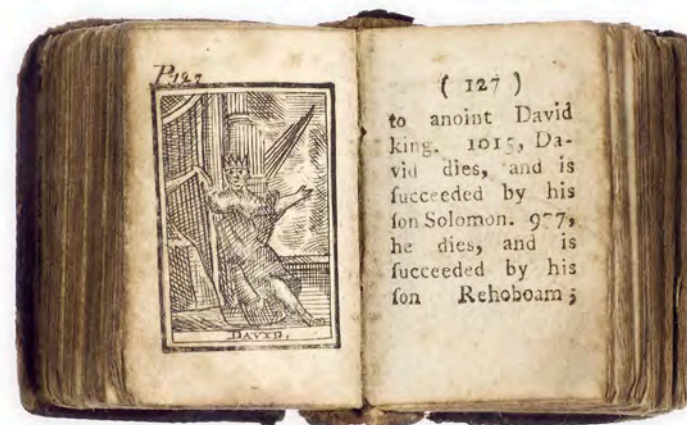 P.127
DAVID.
( 127 )
to anoint David
king. 1015, Da-
vid dies, and is
ſucceeded by his
ſon Solomon. 977,
he dies, and is
ſucceeded by his
ſon Rehoboam ;